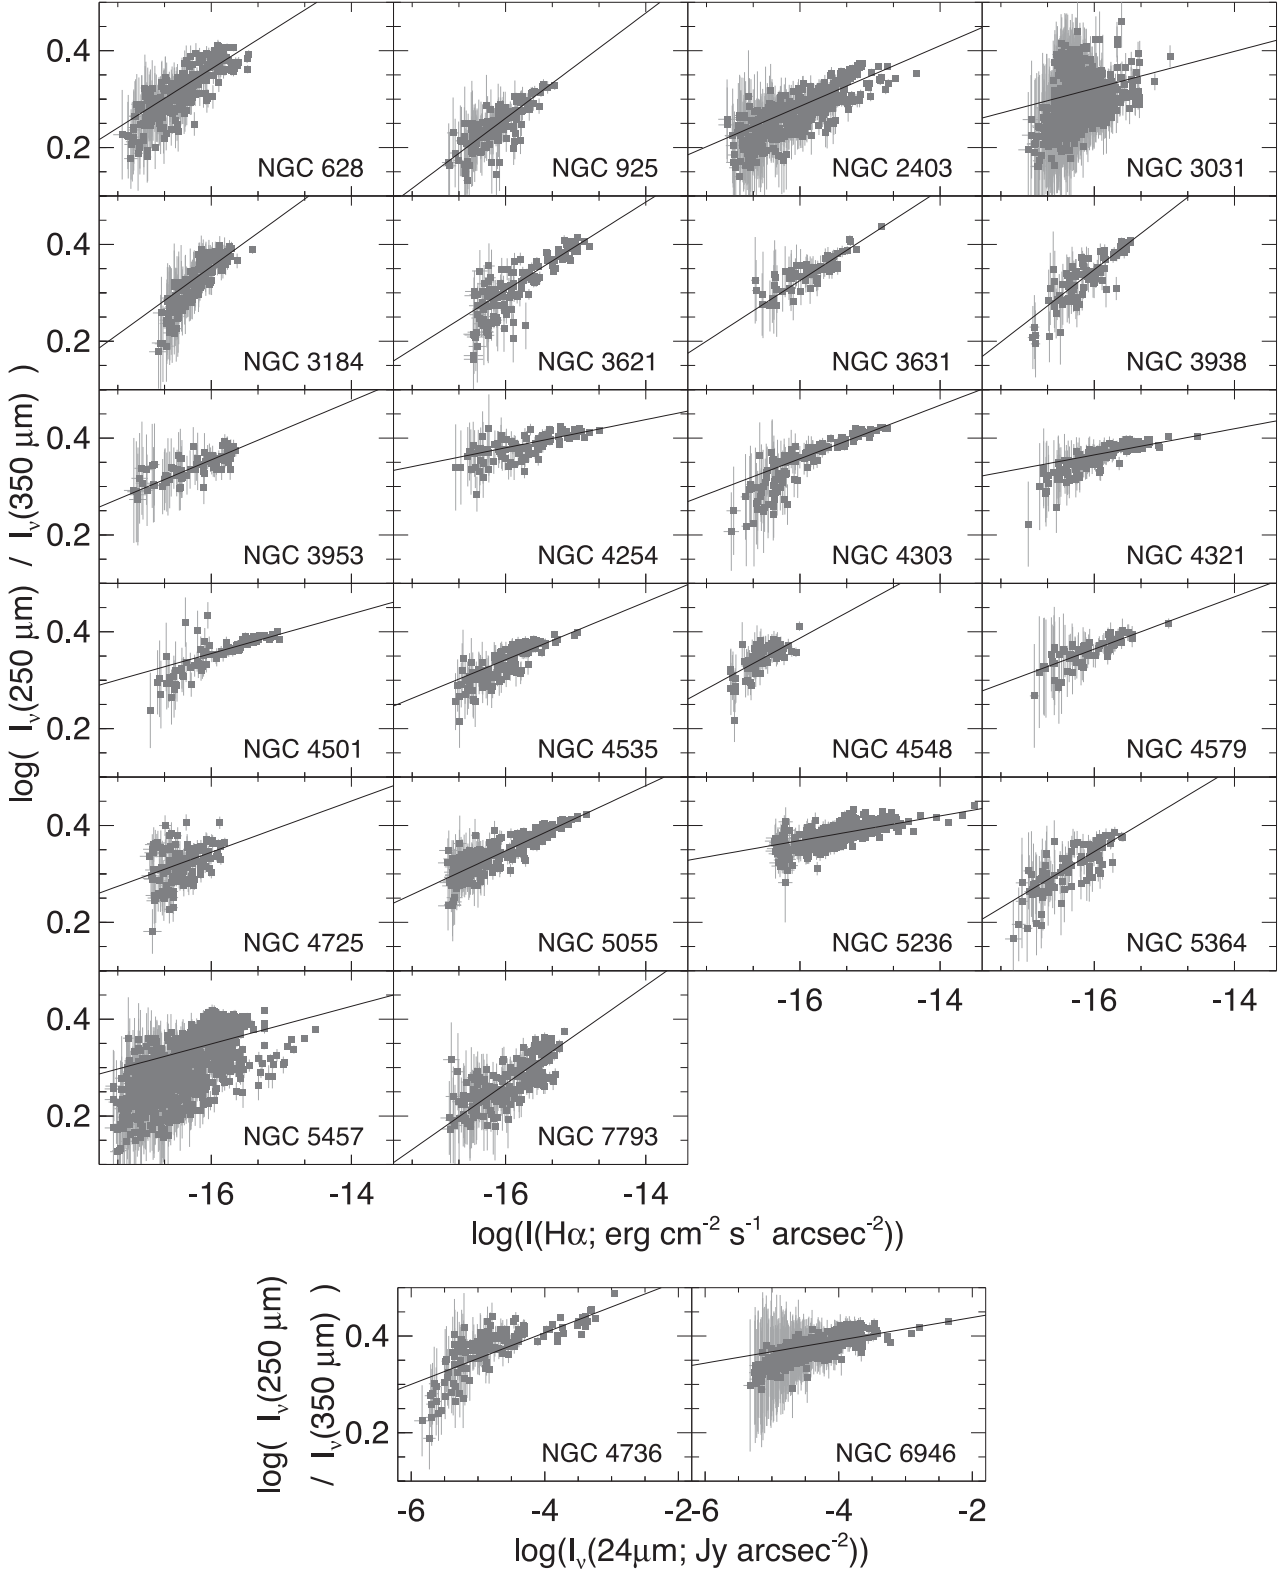 0.4
0.2
NGC 628
NGC 925
NGC 2403
NGC 3031
0.4
0.2
NGC 3184
NGC 3621
NGC 3631
NGC 3938
0.4
0.2
NGC 3953
NGC 4254
NGC 4303
NGC 4321
0.4
0.2
NGC 4501
NGC 4535
NGC 4548
NGC 4579
0.4
0.2
NGC 4725
NGC 5055
NGC 5236
NGC 5364
-16
-14
-16
-14
0.4
0.2
NGC 5457
NGC 7793
-16
-14
-16
-14
log( Iν(250 μm) / Iν(350 μm) )
log(I(Hα; erg cm-2 s-1 arcsec-2))
log( Iν(250 μm)
/ Iν(350 μm) )
0.4
0.2
NGC 4736
NGC 6946
-6
-4
-2
-6
-4
-2
log(Iν(24μm; Jy arcsec-2))